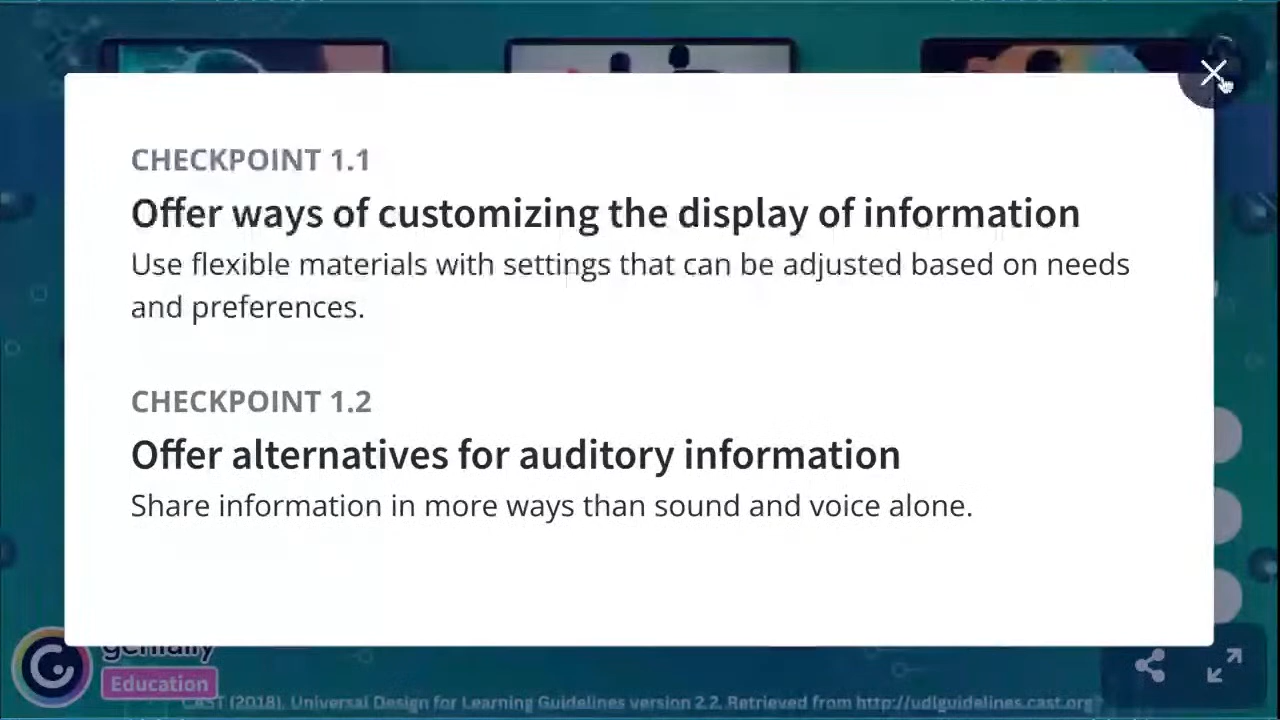 CHECKPOINT 1.1
Offer ways of customizing the display of information
Use flexible materials with settings that can be adjusted based on needs
and preferences.
CHECKPOINT 1.2
Offer alternatives for auditory information
Share information in more ways than sound and voice alone.
genially
Education
CAST (2018). Universal Design for Learning Guidelines version 2.2. Retrieved from http://udlguidelines.cast.org